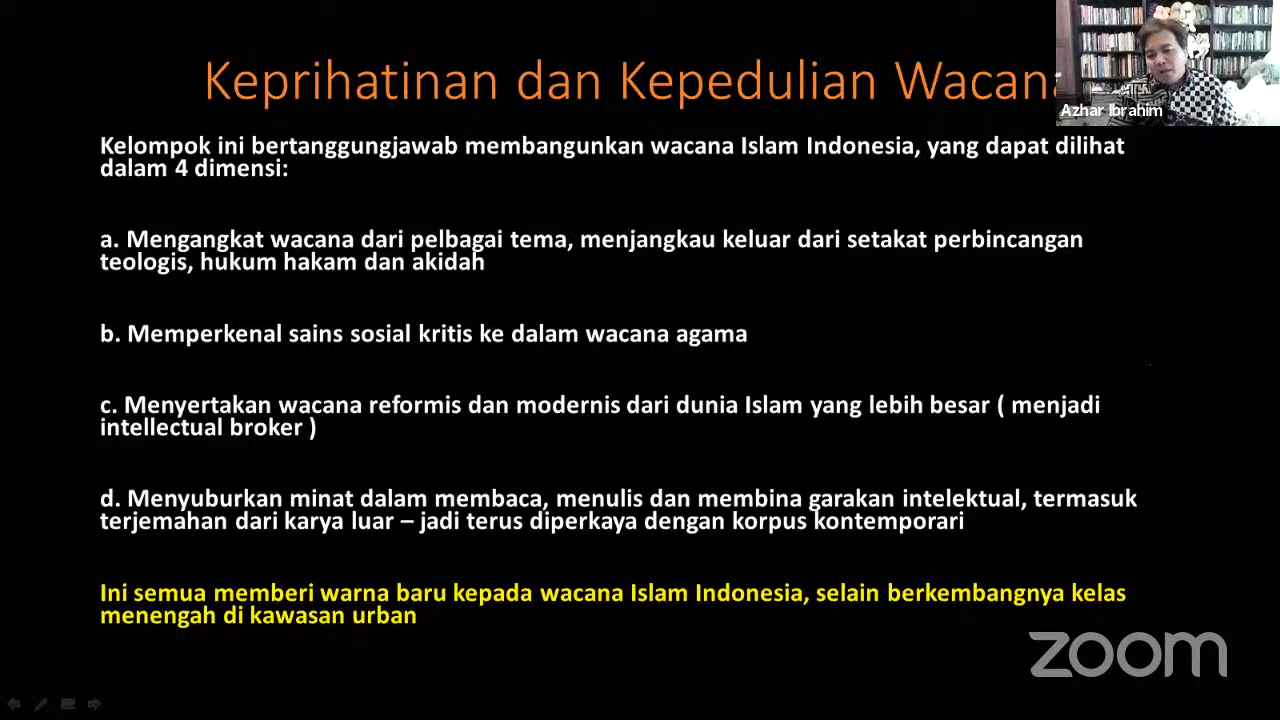 Keprihatinan dan Kepedulian Wacana
Azhar Ibrahim
Kelompok ini bertanggungjawab membangunkan wacana Islam Indonesia, yang dapat dilihat
dalam 4 dimensi:
a. Mengangkat wacana dari pelbagai tema, menjangkau keluar dari setakat perbincangan
teologis, hukum hakam dan akidah
b. Memperkenal sains sosial kritis ke dalam wacana agama
c. Menyertakan wacana reformis dan modernis dari dunia Islam yang lebih besar ( menjadi
intellectual broker )
d. Menyuburkan minat dalam membaca, menulis dan membina garakan intelektual, termasuk
terjemahan dari karya luar – jadi terus diperkaya dengan korpus kontemporari
Ini semua memberi warna baru kepada wacana Islam Indonesia, selain berkembangnya kelas
menengah di kawasan urban
zoom